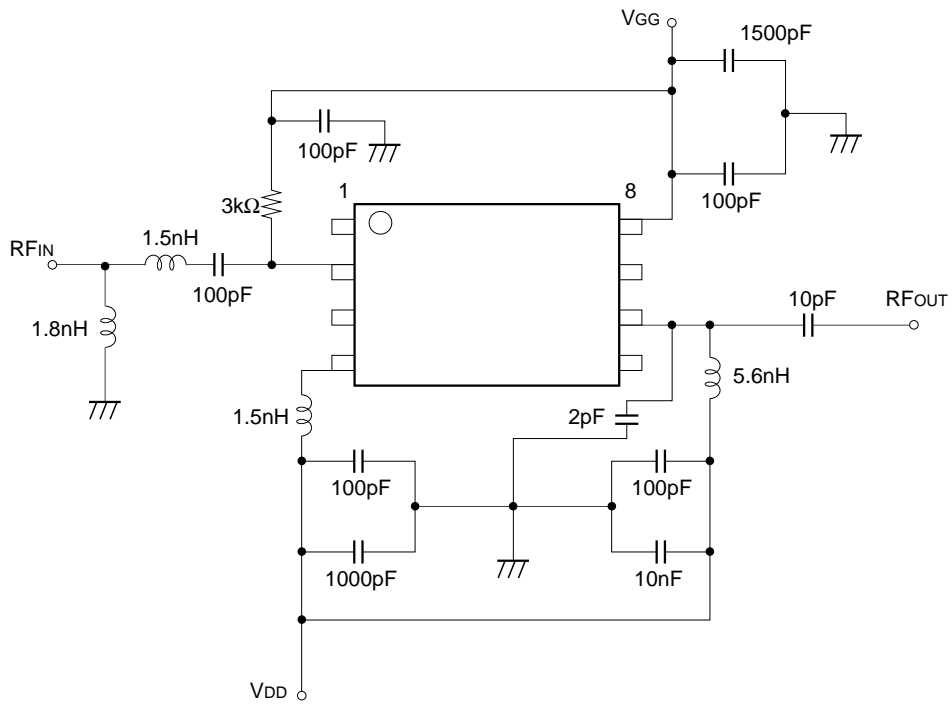 VGG
1500pF
100pF
1
8
100pF
3kΩ
RFIN
1.5nH
100pF
1.8nH
10pF
RFOUT
5.6nH
1.5nH
2pF
100pF
100pF
1000pF
10nF
VDD